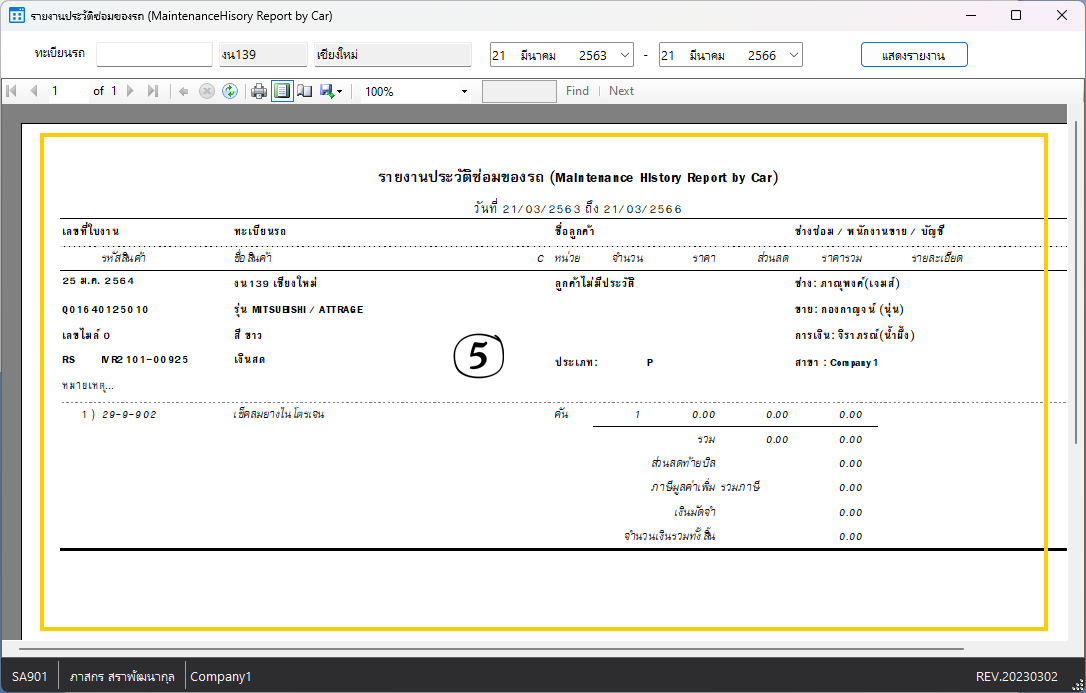 รายงานประวัติซ่อมของรถ (MaintenanceHisory Report by Car)
ทะเบียนรถ งน139 เชียงใหม่ 21 มีนาคม 2563 - 21 มีนาคม 2566 แสดงรายงาน
1 of 1 100% Find Next
รายงานประวัติซ่อมของรถ (Maintenance History Report by Car)
วันที่ 21/03/2563 ถึง 21/03/2566
เลขที่ใบงาน ทะเบียนรถ ชื่อลูกค้า ช่างซ่อม / พนักงานขาย / บัญชี
รหัสสินค้า ชื่อสินค้า C หน่วย จำนวน ราคา ส่วนลด ราคารวม รายละเอียด
25 ม.ค. 2564 งน139 เชียงใหม่ ลูกค้าไม่มีประวัติ ช่าง: ภาณุพงศ์(เจมส์)
Q01640125010 รุ่น MITSUBISHI / ATTRAGE ขาย: กองกาญจน์ (นุ่น)
เลขไมล์ 0 สี ขาว การเงิน: จิราภรณ์(น้ำผึ้ง)
RS IVR2101-00925 เงินสด 5 ประเภท: P สาขา : Company1
หมายเหตุ...
1 ) 29-9-902 เช็คลมยางไนโตรเจน คัน 1 0.00 0.00 0.00
รวม 0.00 0.00
ส่วนลดท้ายบิล 0.00
ภาษีมูลค่าเพิ่ม รวมภาษี 0.00
เงินมัดจำ 0.00
จำนวนเงินรวมทั้งสิ้น 0.00
SA901 ภาสกร สราพัฒนากุล Company1 REV.20230302